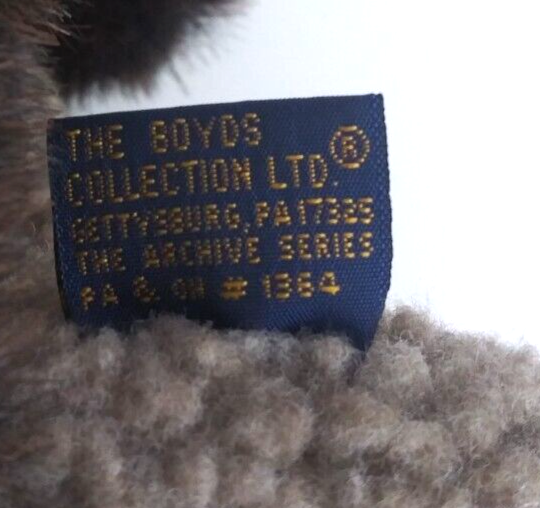 THE BOYDS
COLLECTION LTD.®
GETTYSBURG, PA 17325
THE ARCHIVE SERIES
PA & OH # 1364